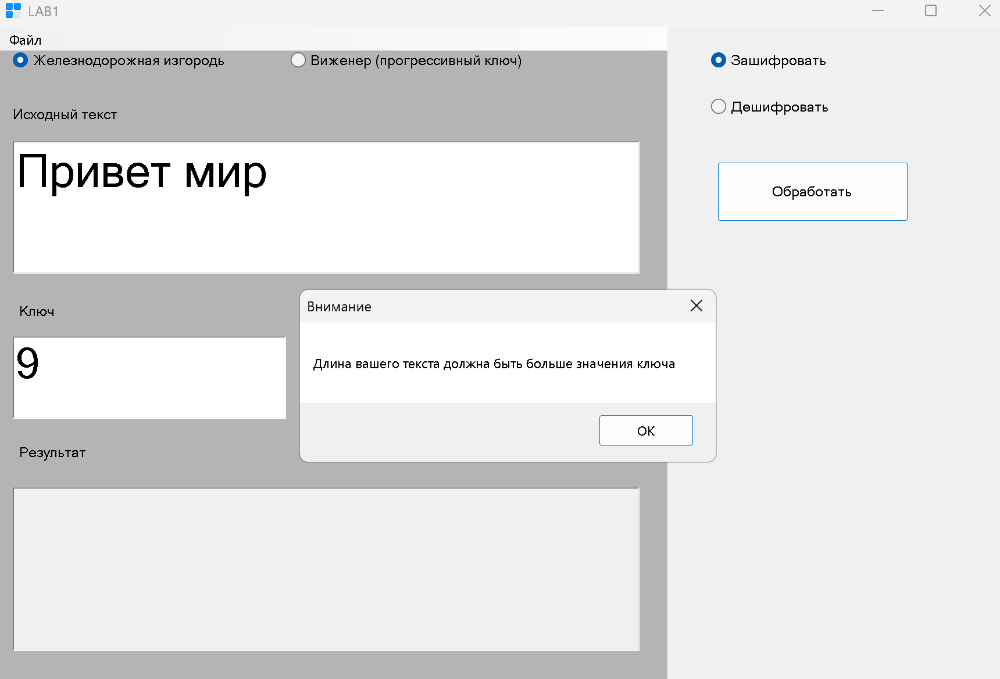 LAB1
Файл
Железнодорожная изгородь
Виженер (прогрессивный ключ)
Зашифровать
Дешифровать
Исходный текст
Привет мир
Обработать
Ключ
9
Внимание
Длина вашего текста должна быть больше значения ключа
ОК
Результат